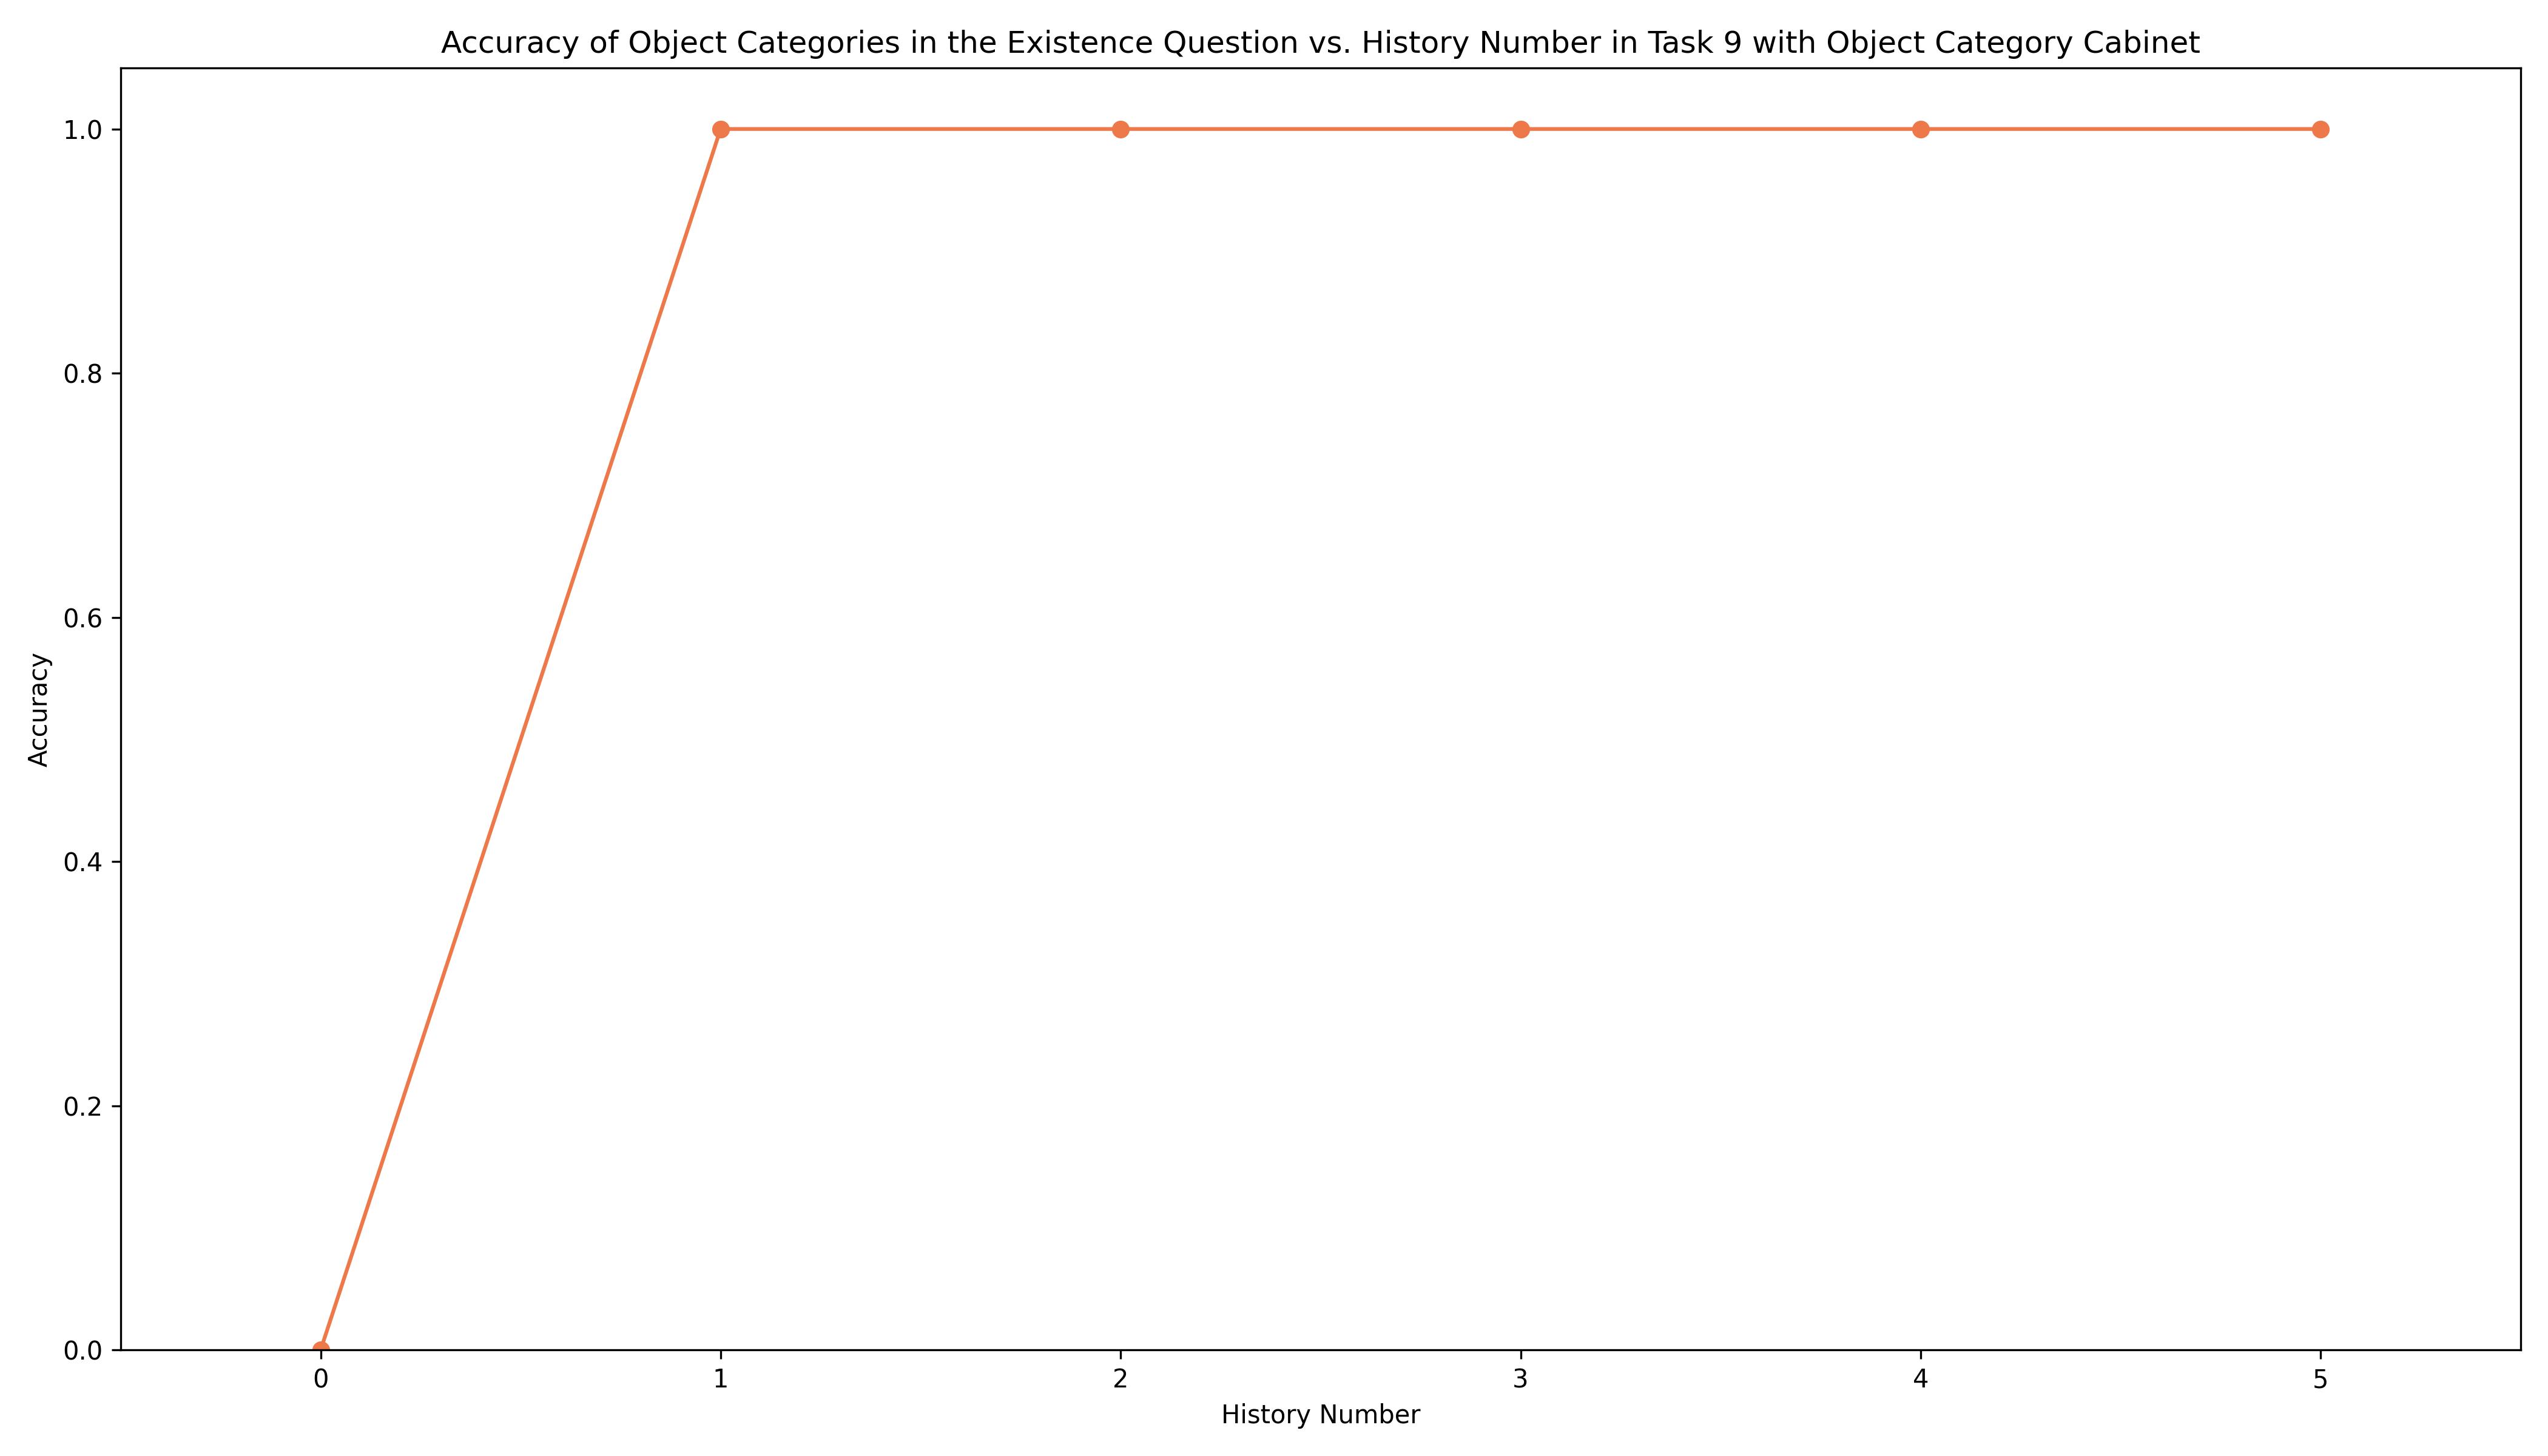 Accuracy of Object Categories in the Existence Question vs. History Number in Task 9 with Object Category Cabinet
1.0
0.8
0.6
0.4
0.2
0.0
Accuracy
0 1 2 3 4 5
History Number